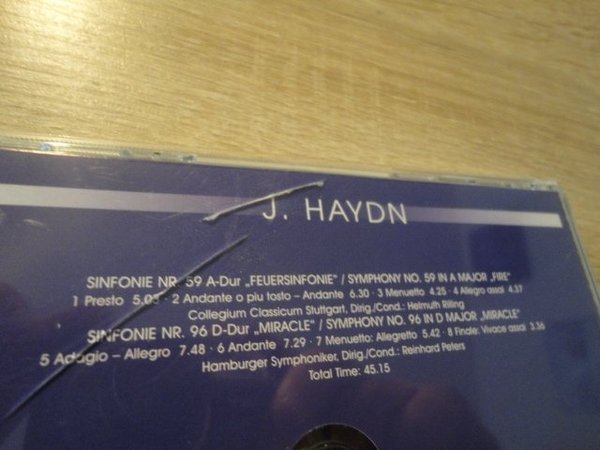 J. HAYDN
SINFONIE NR. 59 A-Dur „FEUERSINFONIE" / SYMPHONY NO. 59 IN A MAJOR „FIRE"
1 Presto 5.03 · 2 Andante o piu tosto – Andante 6.30 · 3 Menuetto 4.25 · 4 Allegro assai 4.37
Collegium Classicum Stuttgart, Dirig./Cond.: Helmuth Rilling
SINFONIE NR. 96 D-Dur „MIRACLE" / SYMPHONY NO. 96 IN D MAJOR „MIRACLE"
5 Adagio – Allegro 7.48 · 6 Andante 7.29 · 7 Menuetto: Allegretto 5.42 · 8 Finale: Vivace assai 3.36
Hamburger Symphoniker, Dirig./Cond.: Reinhard Peters
Total Time: 45.15